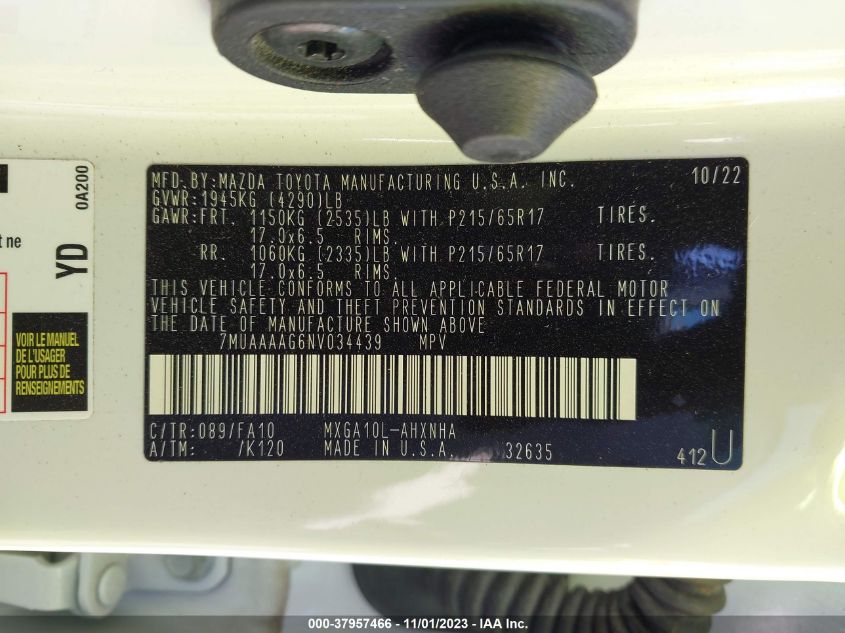 t ne
0A200
YD
VOIR LE MANUEL
DE L'USAGER
POUR PLUS DE
RENSEIGNEMENTS
MFD.BY:MAZDA TOYOTA MANUFACTURING U.S.A. INC. 10/22
GVWR:1945KG (4290)LB
GAWR:FRT. 1150KG (2535)LB WITH P215/65R17 TIRES.
17.0x6.5 RIMS.
RR. 1060KG (2335)LB WITH P215/65R17 TIRES.
17.0x6.5 RIMS.
THIS VEHICLE CONFORMS TO ALL APPLICABLE FEDERAL MOTOR
VEHICLE SAFETY AND THEFT PREVENTION STANDARDS IN EFFECT ON
THE DATE OF MANUFACTURE SHOWN ABOVE
7MUAAAAG6NV034439 MPV
C/TR:089/FA10 MXGA10L-AHXNHA
A/TM: /K120 MADE IN U.S.A. 32635
412U
000-37957466 - 11/01/2023 - IAA Inc.